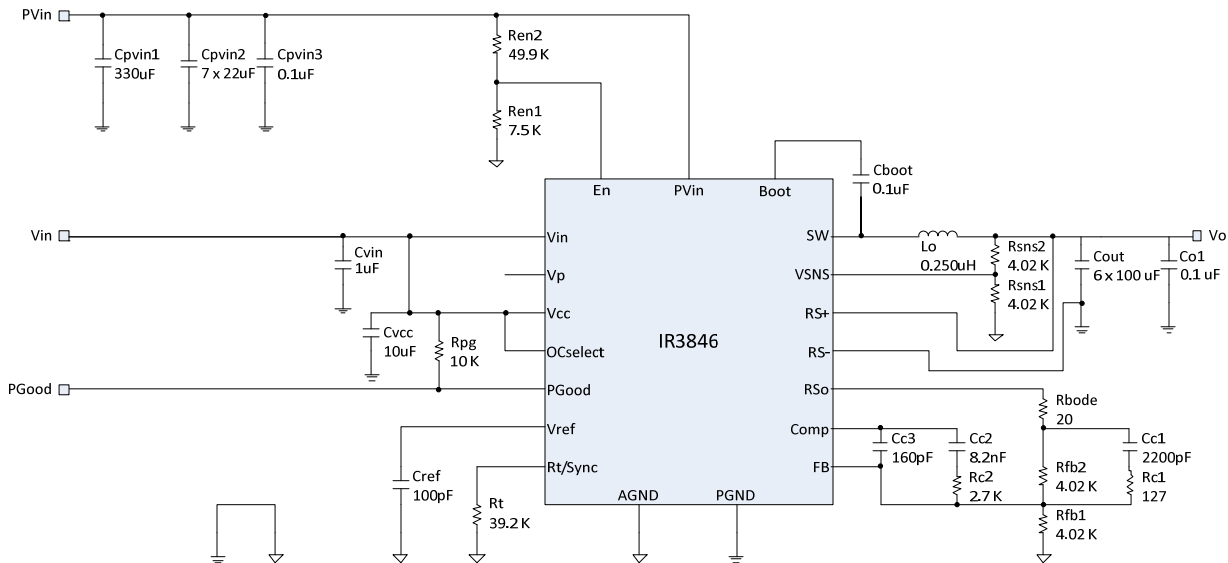 PVin
Cpvin1
330uF
Cpvin2
7 x 22uF
Cpvin3
0.1uF
Ren2
49.9 K
Ren1
7.5 K
Cboot
0.1uF
En
PVin
Boot
Vin
Cvin
1uF
Vin
Vp
Vcc
OCselect
PGood
Vref
Rt/Sync
AGND
PGND
IR3846
SW
VSNS
RS+
RS-
RSo
Comp
FB
Lo
0.250uH
Rsns2
4.02 K
Rsns1
4.02 K
Cout
6 x 100 uF
Co1
0.1 uF
Vo
Cvcc
10uF
Rpg
10 K
PGood
Cref
100pF
Rt
39.2 K
Rbode
20
Cc3
160pF
Cc2
8.2nF
Rc2
2.7 K
Cc1
2200pF
Rc1
127
Rfb2
4.02 K
Rfb1
4.02 K